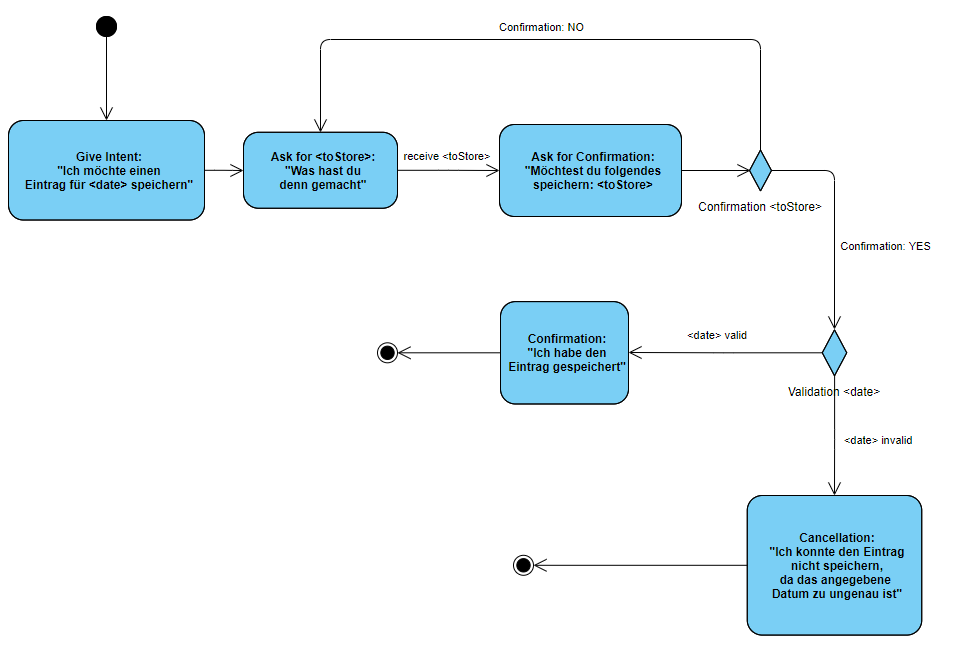 Confirmation: NO
Give Intent:
"Ich möchte einen
Eintrag für <date> speichern"
Ask for <toStore>:
"Was hast du
denn gemacht"
receive <toStore>
Ask for Confirmation:
"Möchtest du folgendes
speichern: <toStore>
Confirmation <toStore>
Confirmation: YES
Confirmation:
"Ich habe den
Eintrag gespeichert"
<date> valid
Validation <date>
<date> invalid
Cancellation:
"Ich konnte den Eintrag
nicht speichern,
da das angegebene
Datum zu ungenau ist"